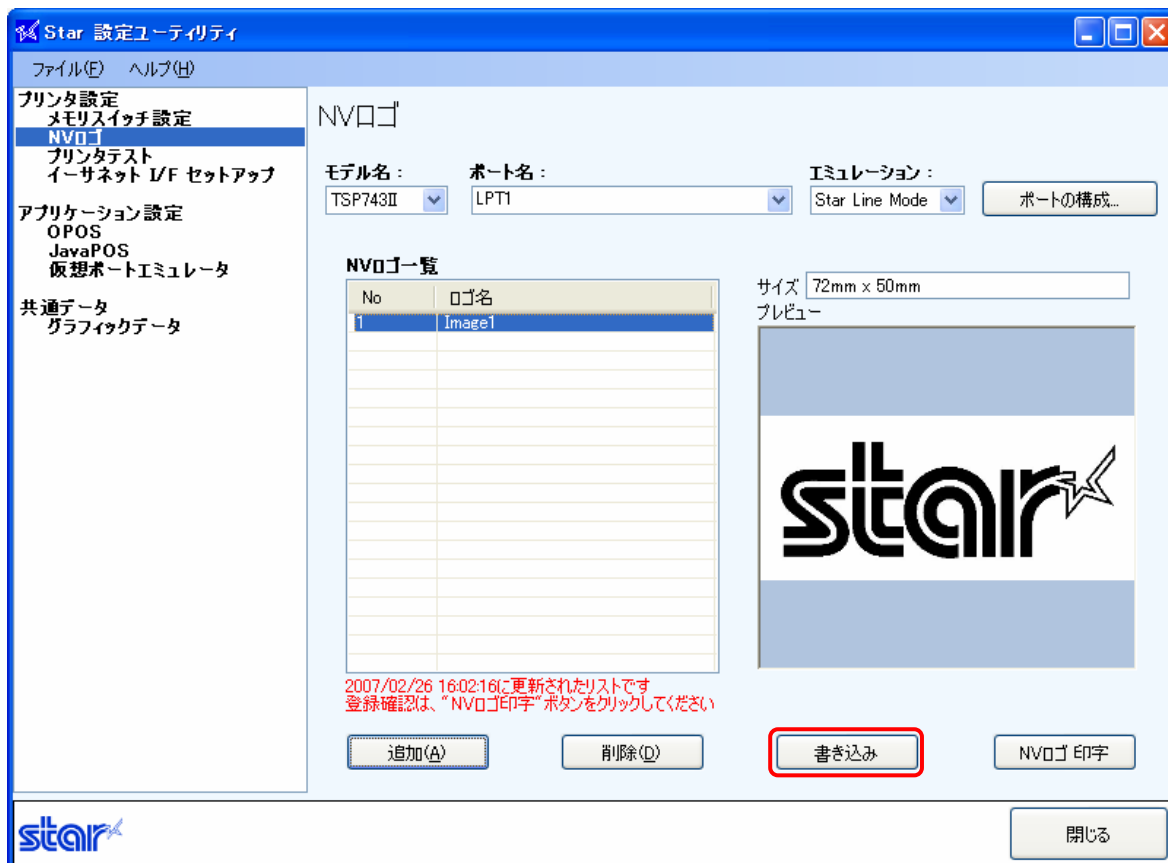 Star 設定ユーティリティ
ファイル(F) ヘルプ(H)
プリンタ設定
メモリスイッチ設定
NVロゴ
プリンタテスト
イーサネット I/F セットアップ
アプリケーション設定
OPOS
JavaPOS
仮想ポートエミュレータ
共通データ
グラフィックデータ
NVロゴ
モデル名 : ポート名 : エミュレーション :
TSP743II LPT1 Star Line Mode ポートの構成...
NVロゴ一覧
No ロゴ名
1 Image1
サイズ 72mm x 50mm
プレビュー
star
2007/02/26 16:02:16に更新されたリストです
登録確認は、“NVロゴ印字”ボタンをクリックしてください
追加(A) 削除(D) 書き込み NVロゴ 印字
star 閉じる